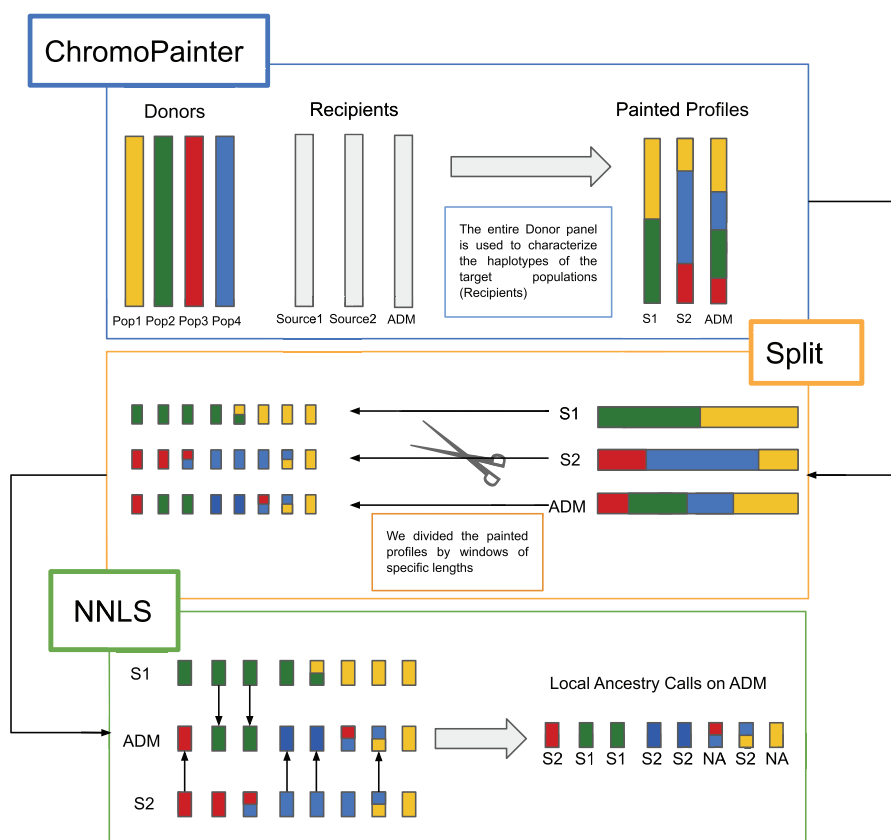 ChromoPainter
Donors
Recipients
Painted Profiles
The entire Donor panel
is used to characterize
the haplotypes of the
target populations
(Recipients)
Pop1 Pop2 Pop3 Pop4
Source1 Source2 ADM
S1 S2 ADM
Split
S1
S2
ADM
We divided the painted
profiles by windows of
specific lengths
NNLS
S1
ADM
S2
Local Ancestry Calls on ADM
S2 S1 S1 S2 S2 NA S2 NA